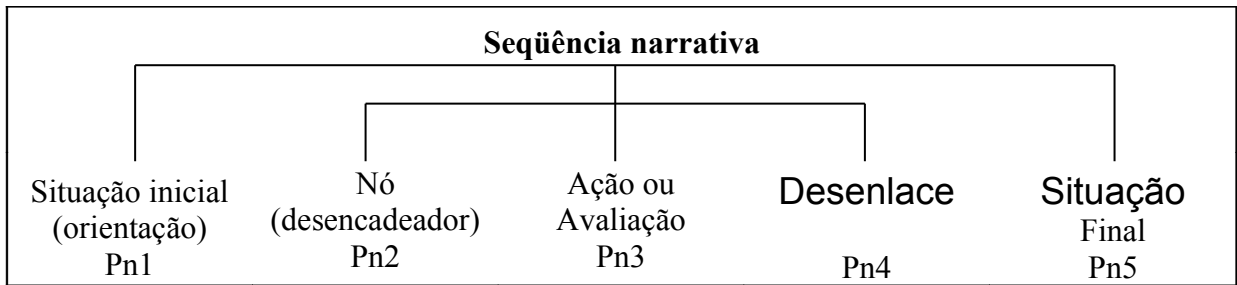 Seqüência narrativa
Situação inicial
(orientação)
Pn1
Nó
(desencadeador)
Pn2
Ação ou
Avaliação
Pn3
Desenlace
Pn4
Situação
Final
Pn5